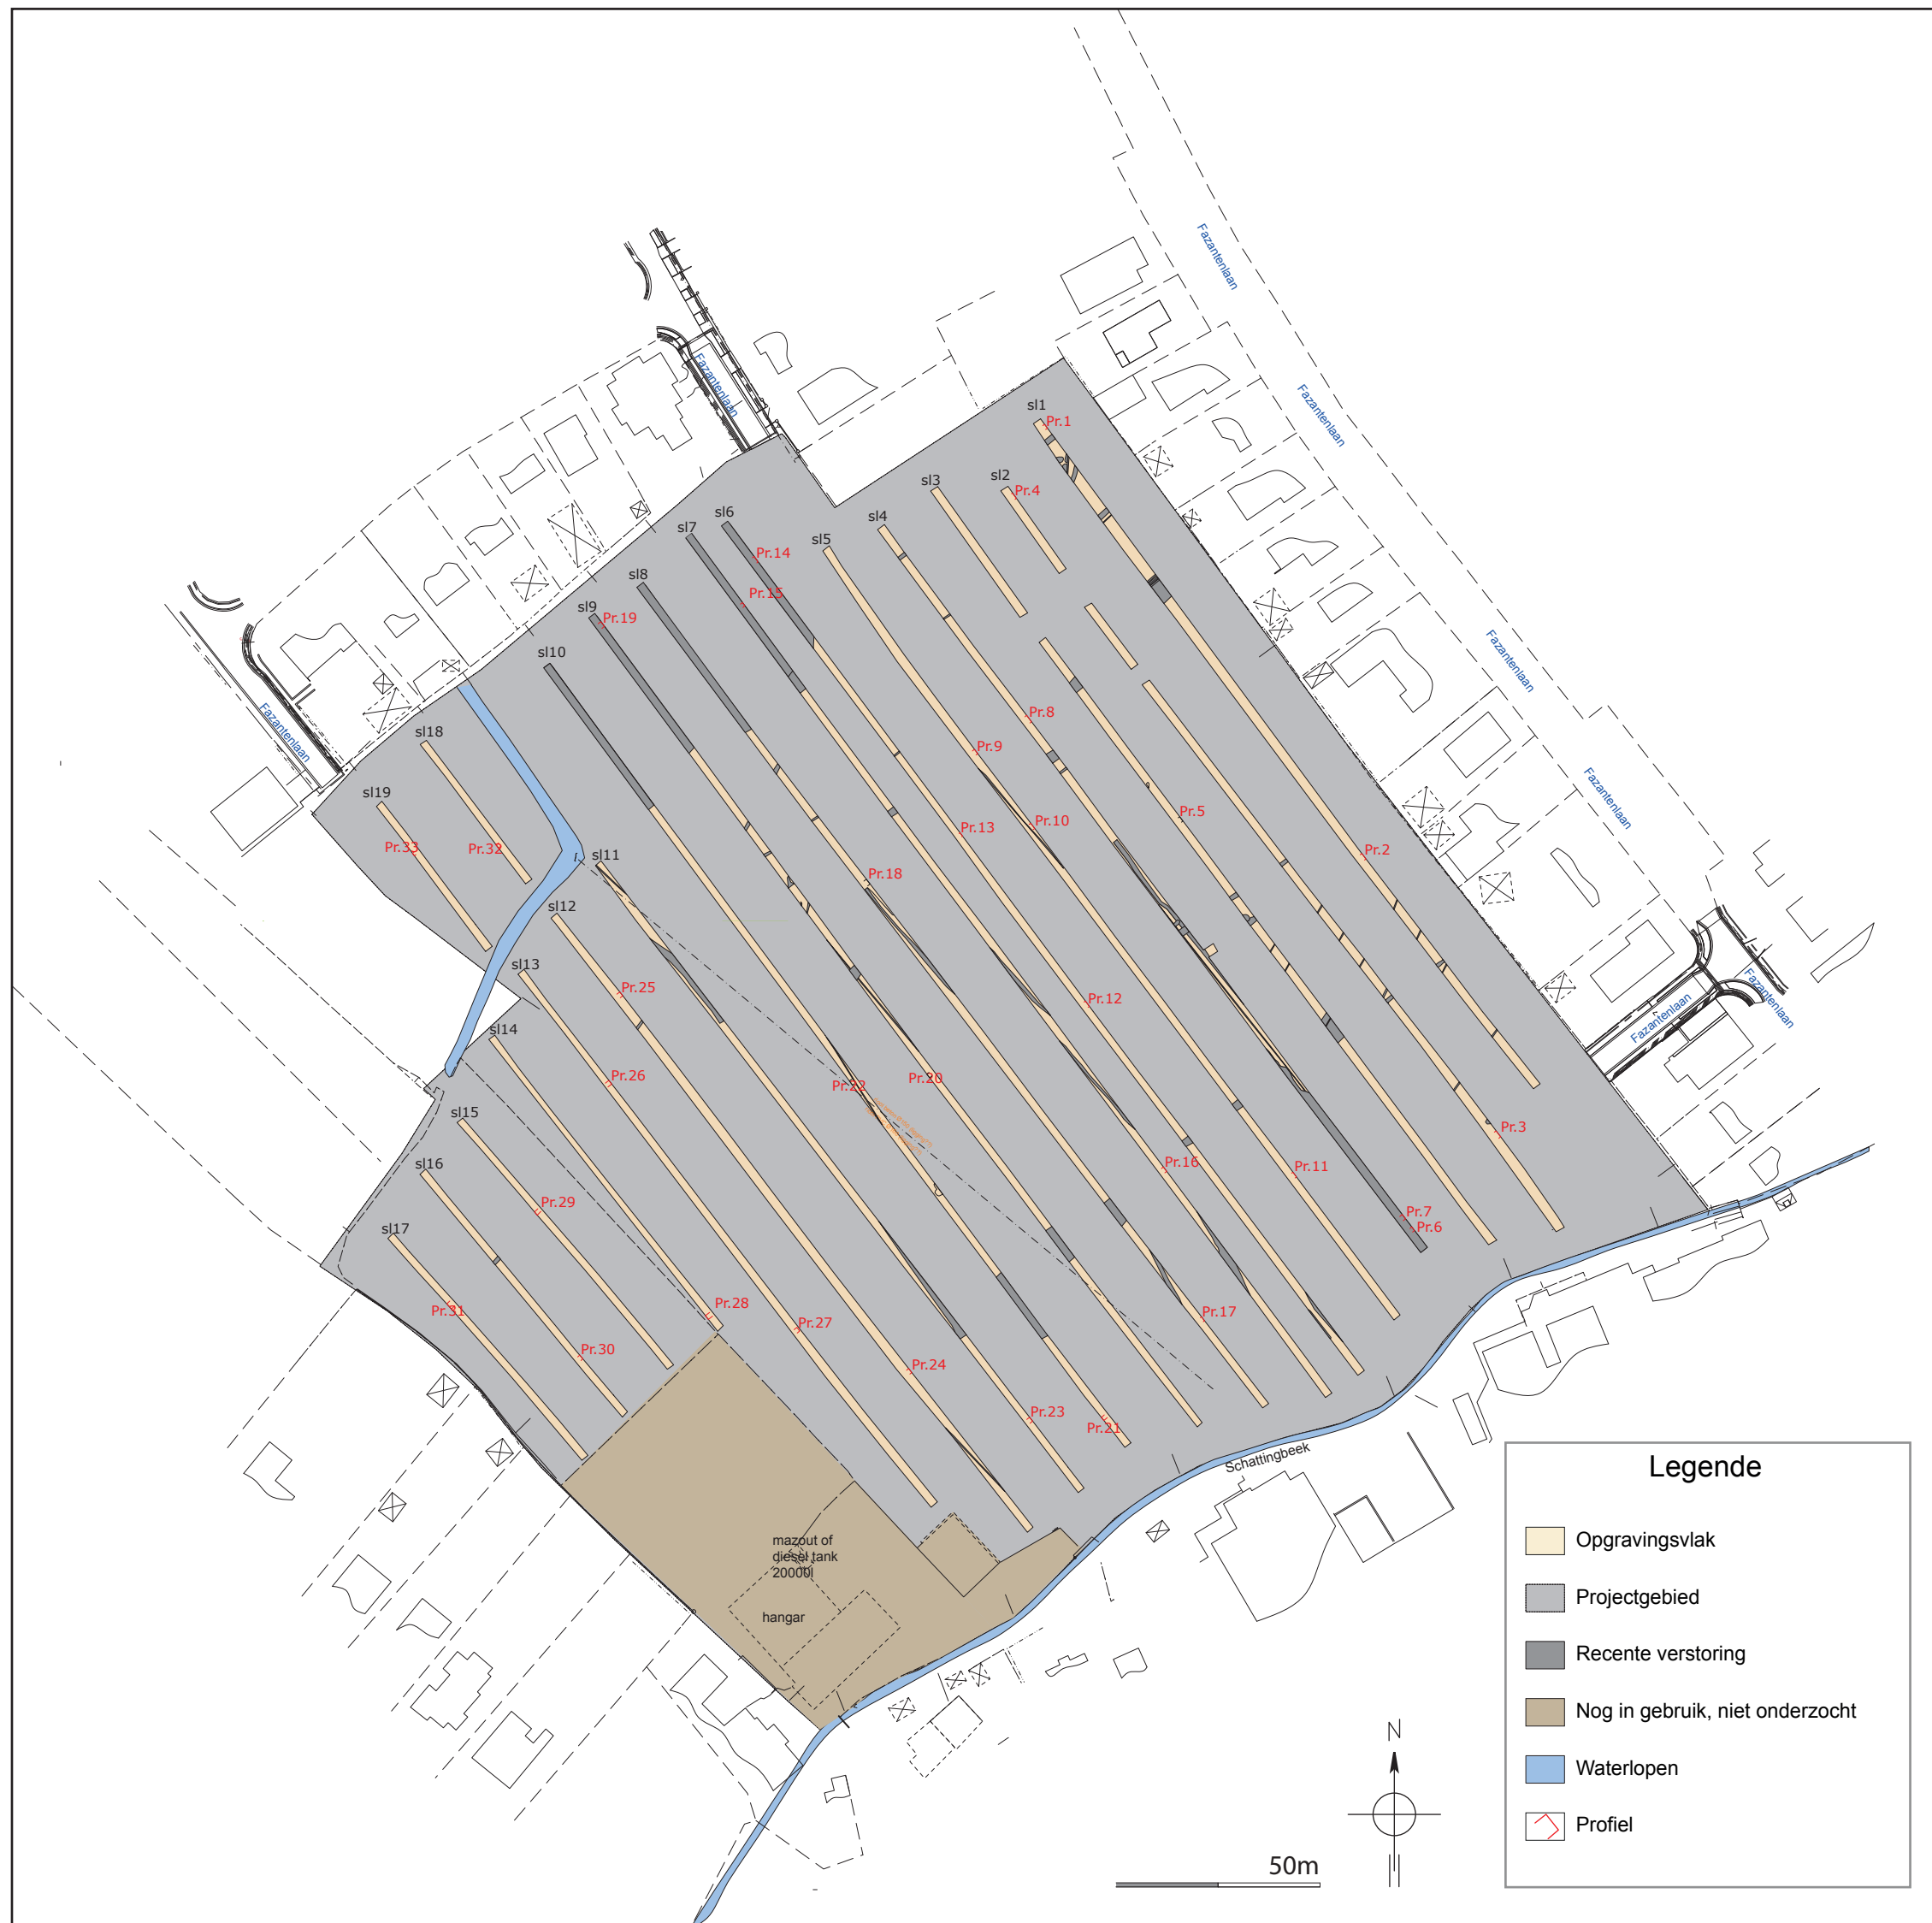 Fazantenlaan
Fazantenlaan
Fazantenlaan
sl1
Pr.1
Fazantenlaan
sl3
sl2
Pr.4
sl6
sl7
sl4
sl5
Pr.14
sl8
Pr.15
sl9
Pr.19
Fazantenlaan
sl10
Fazantenlaan
sl18
Pr.8
Pr.9
Fazantenlaan
sl19
Pr.5
Pr.10
Pr.13
Pr.33
Pr.32
Pr.2
sl11
Pr.18
sl12
sl13
Pr.25
Pr.12
Fazantenlaan
Fazantenlaan
sl14
Pr.26
Pr.22
Pr.20
sl15
Pr.3
sl16
Pr.16
Pr.11
Pr.29
sl17
Pr.7
Pr.6
Pr.31
Pr.28
Pr.27
Pr.17
Pr.30
Pr.24
Pr.23
Pr.21
Schattingbeek
mazout of
diesel tank
20000l
hangar
Legende
Opgravingsvlak
Projectgebied
Recente verstoring
Nog in gebruik, niet onderzocht
Waterlopen
Profiel
N
50m